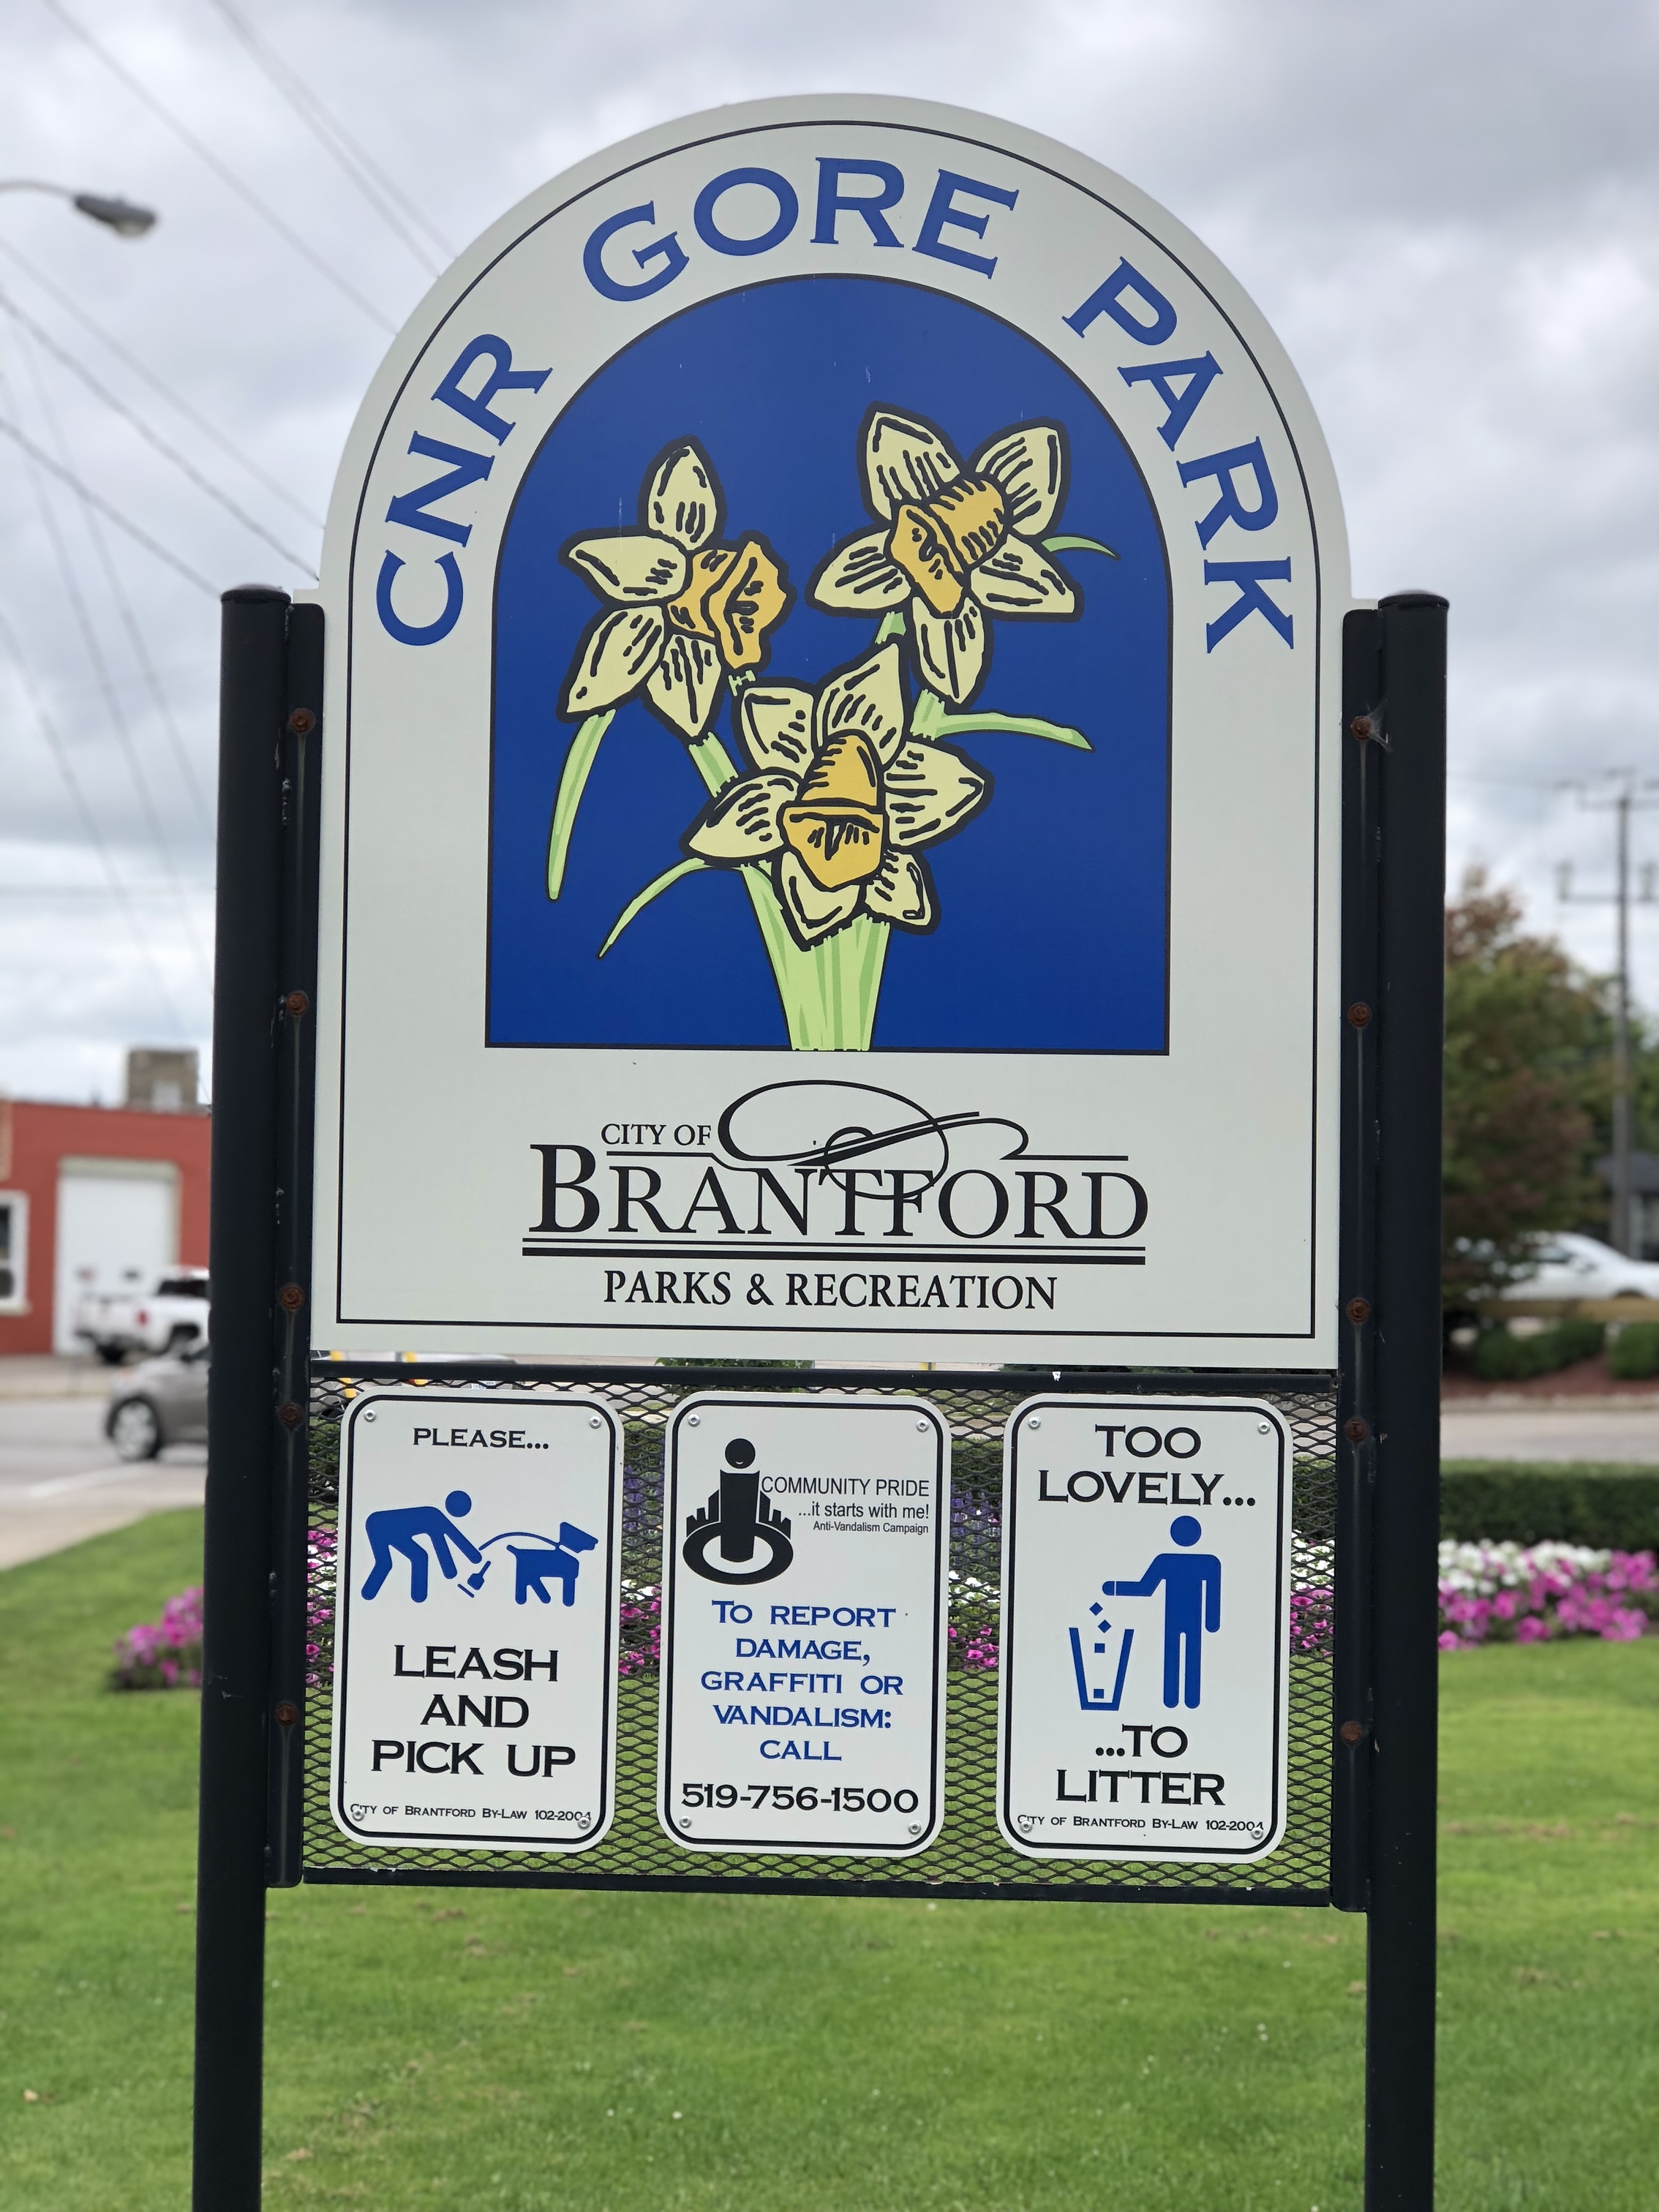 CNR GORE PARK
CITY OF
BRANTFORD
PARKS & RECREATION
PLEASE...
LEASH
AND
PICK UP
CITY OF BRANTFORD BY-LAW 102-2004
COMMUNITY PRIDE
...it starts with me!
Anti-Vandalism Campaign
TO REPORT
DAMAGE,
GRAFFITI OR
VANDALISM:
CALL
519-756-1500
TOO
LOVELY...
...TO
LITTER
CITY OF BRANTFORD BY-LAW 102-2004